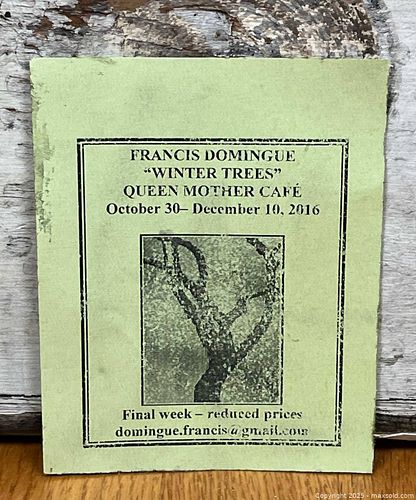 FRANCIS DOMINGUE
"WINTER TREES"
QUEEN MOTHER CAFÉ
October 30– December 10, 2016
Final week – reduced prices
domingue.francis@gmail.com
Copyright 2025 - maxsold.com